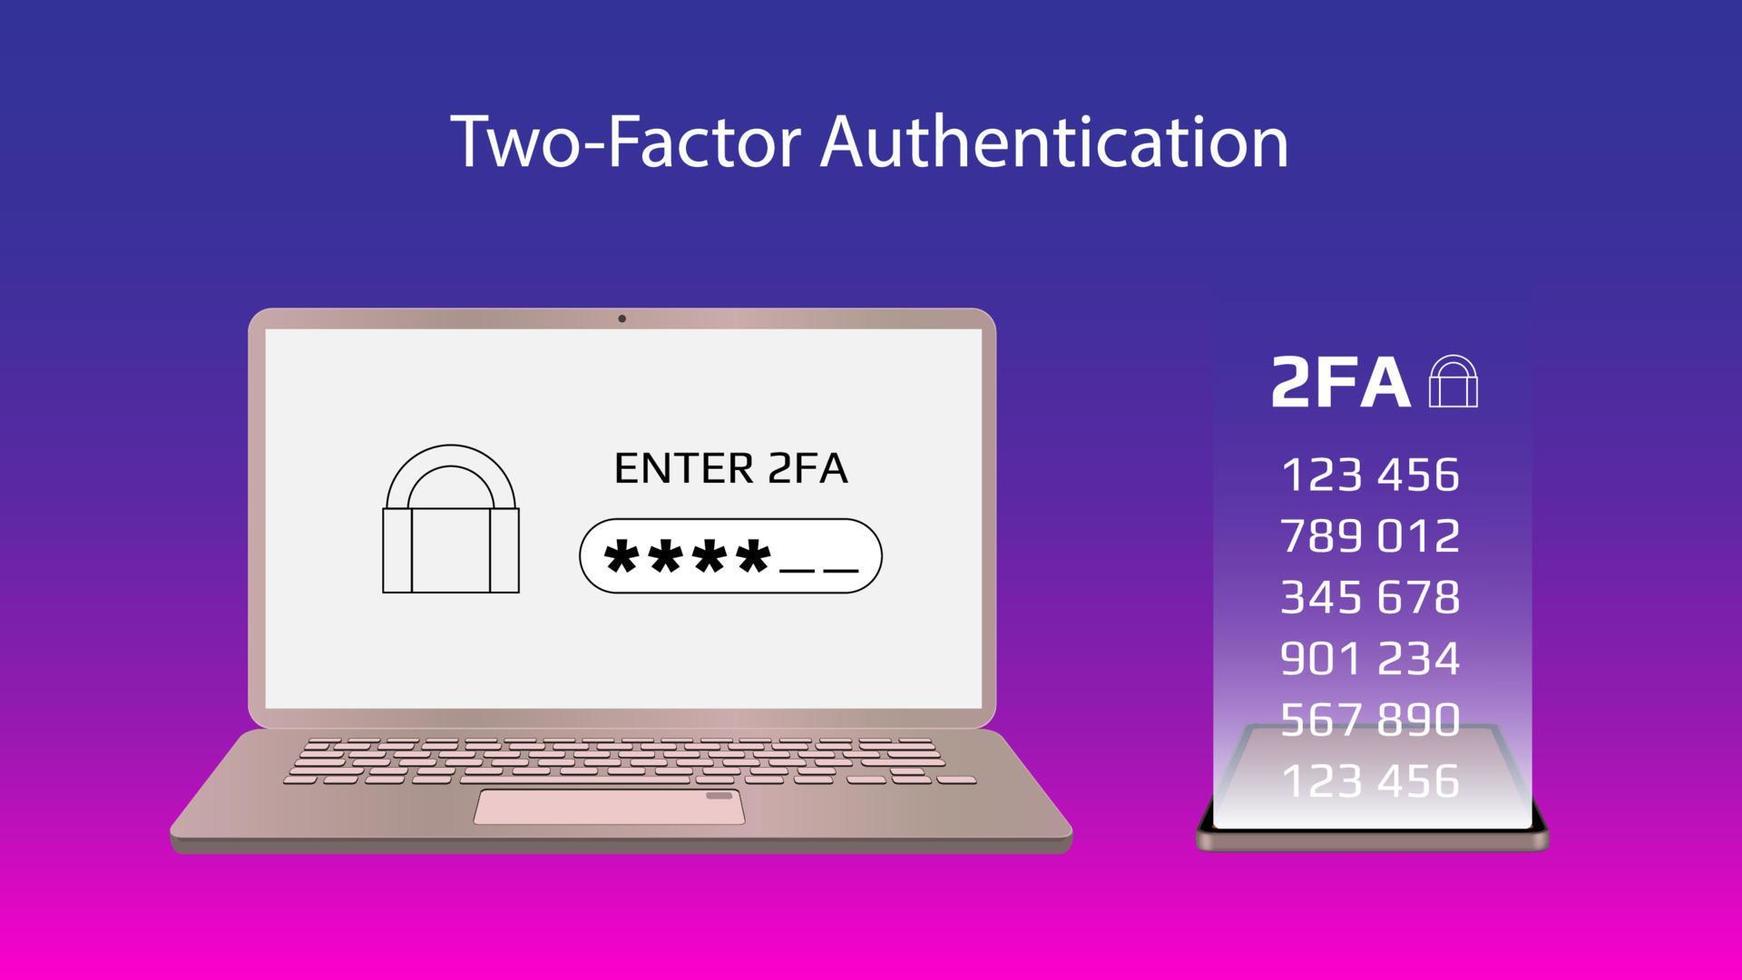 Two-Factor Authentication
ENTER 2FA
****__
2FA
123 456
789 012
345 678
901 234
567 890
123 456